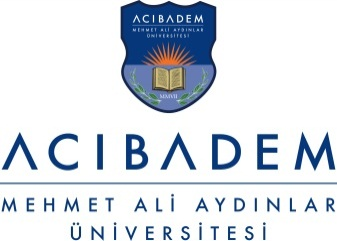 ACIBADEM
MEHMET ALİ AYDINLAR
ÜNİVERSİTESİ
MMVII
ACIBADEM
MEHMET ALİ AYDINLAR
ÜNİVERSİTESİ